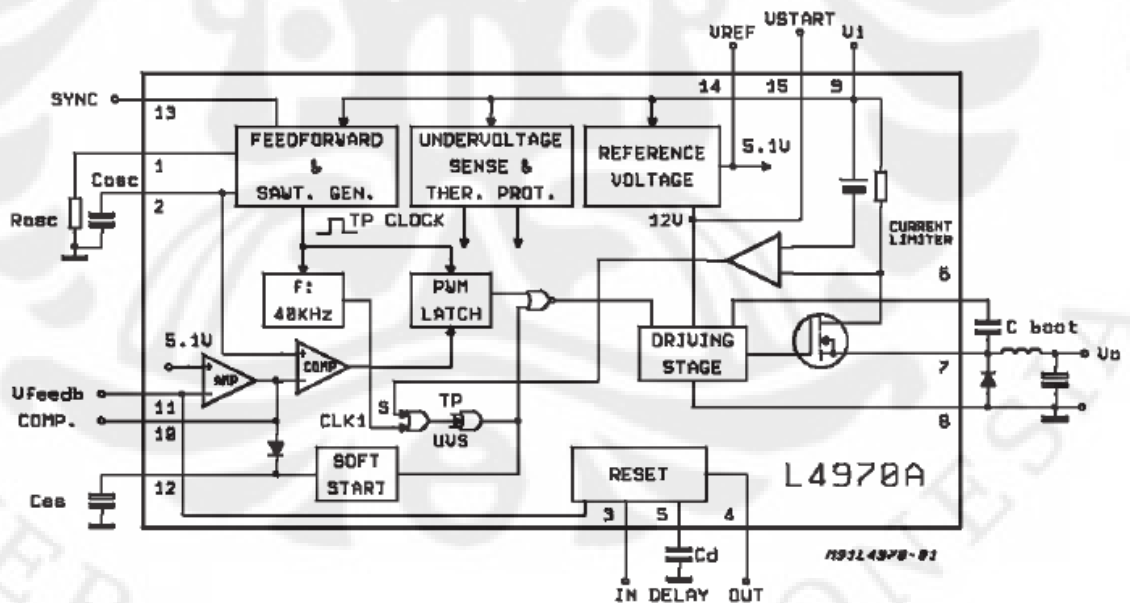 VSTART
VREF
Vi
14
15
9
SYNC
13
FEEDFORWARD
&
SAWT. GEN.
UNDERVOLTAGE
SENSE &
THER. PROT.
REFERENCE
VOLTAGE
5.1V
1
Cosc
2
Rosc
TP CLOCK
12V
CURRENT
LIMITER
6
F:
40KHz
PWM
LATCH
5.1V
AMP
COMP
DRIVING
STAGE
C boot
7
Vo
Vfeedb
11
COMP.
10
S
TP
CLK1
UVS
8
12
Css
SOFT
START
RESET
L4970A
3
5
4
Cd
M91L4970-01
IN
DELAY
OUT